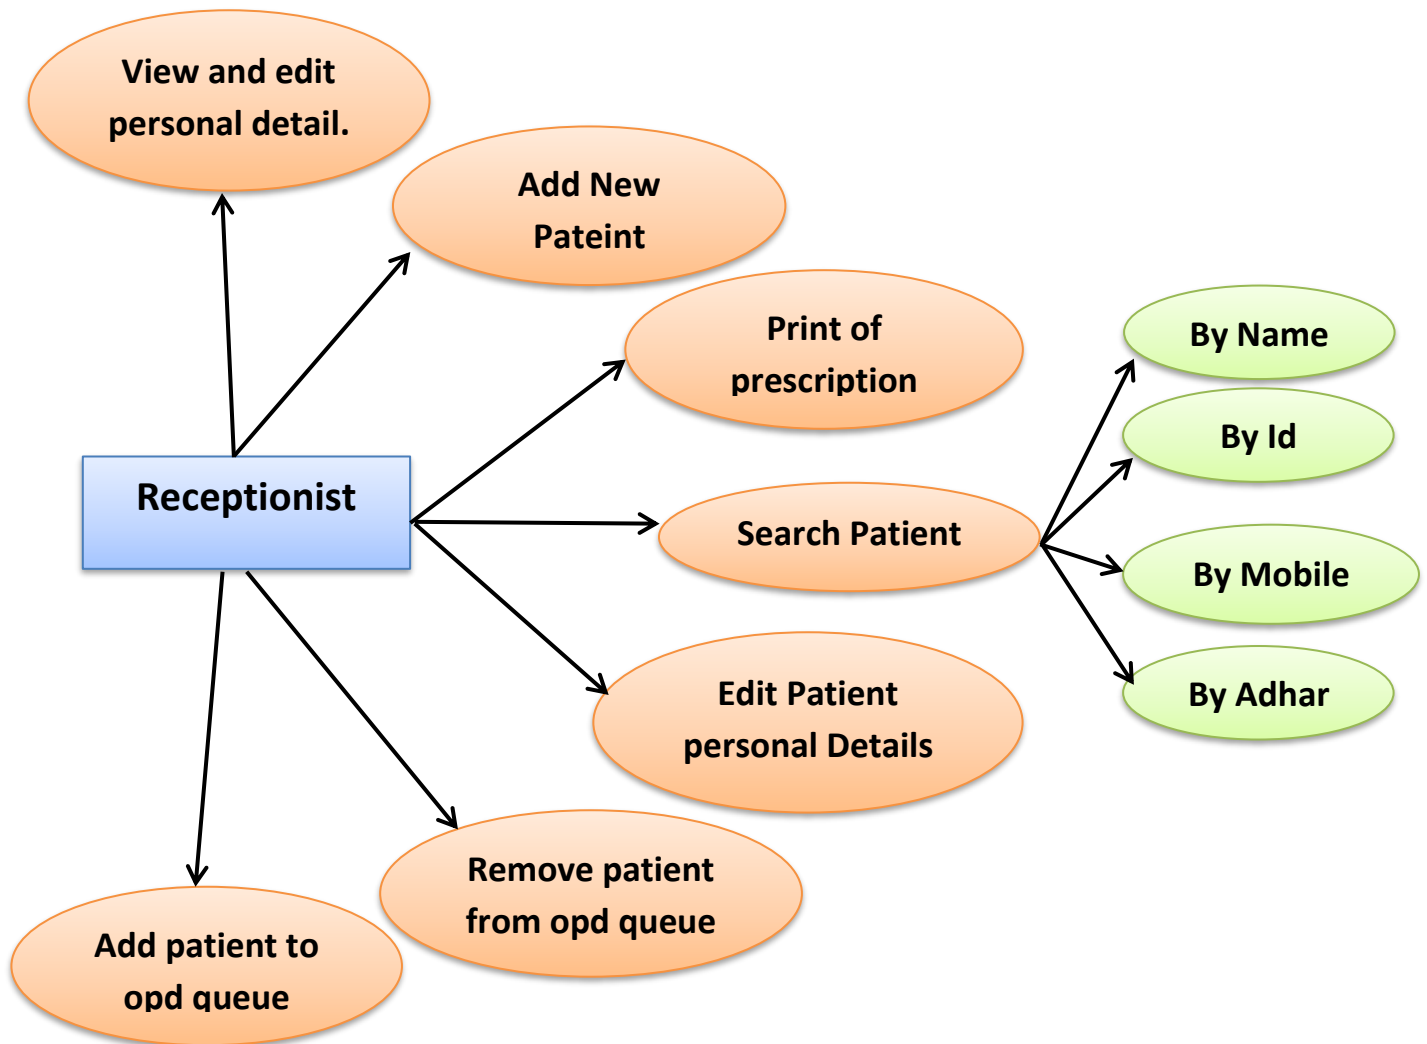 View and edit
personal detail.
Add New
Pateint
Print of
prescription
By Name
By Id
Receptionist
Search Patient
By Mobile
Edit Patient
personal Details
By Adhar
Remove patient
from opd queue
Add patient to
opd queue